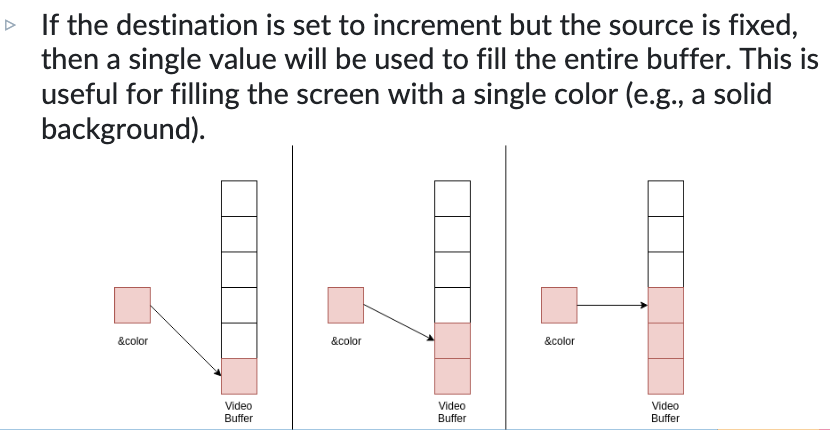 If the destination is set to increment but the source is fixed,
then a single value will be used to fill the entire buffer. This is
useful for filling the screen with a single color (e.g., a solid
background).
&color
Video
Buffer
&color
Video
Buffer
&color
Video
Buffer